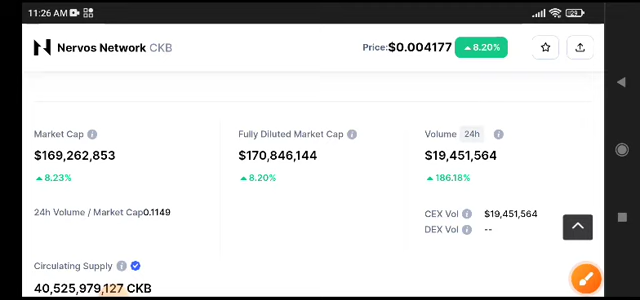 11:26 AM
Nervos Network CKB
Price:$0.004177 8.20%
Market Cap
$169,262,853
8.23%
24h Volume / Market Cap0.1149
Fully Diluted Market Cap
$170,846,144
8.20%
Volume 24h
$19,451,564
186.18%
CEX Vol $19,451,564
DEX Vol --
Circulating Supply
40,525,979,127 CKB